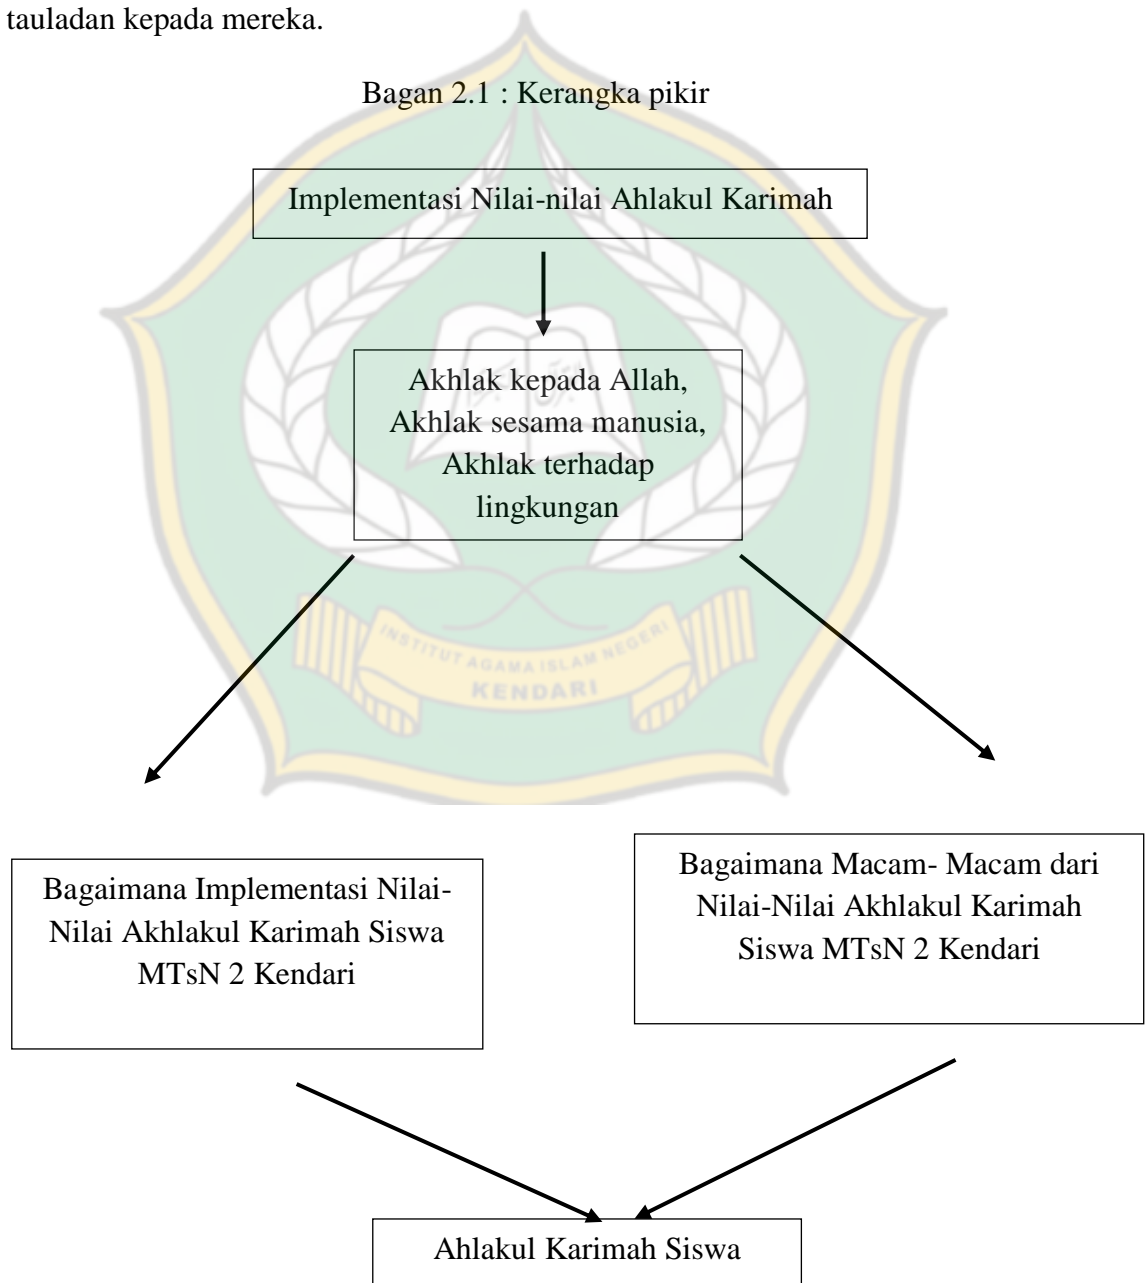 tauladan kepada mereka.
Bagan 2.1 : Kerangka pikir
Implementasi Nilai-nilai Ahlakul Karimah
Akhlak kepada Allah,
Akhlak sesama manusia,
Akhlak terhadap
lingkungan
INSTITUT AGAMA ISLAM NEGERI
KENDARI
Bagaimana Implementasi Nilai-
Nilai Akhlakul Karimah Siswa
MTsN 2 Kendari
Bagaimana Macam- Macam dari
Nilai-Nilai Akhlakul Karimah
Siswa MTsN 2 Kendari
Ahlakul Karimah Siswa